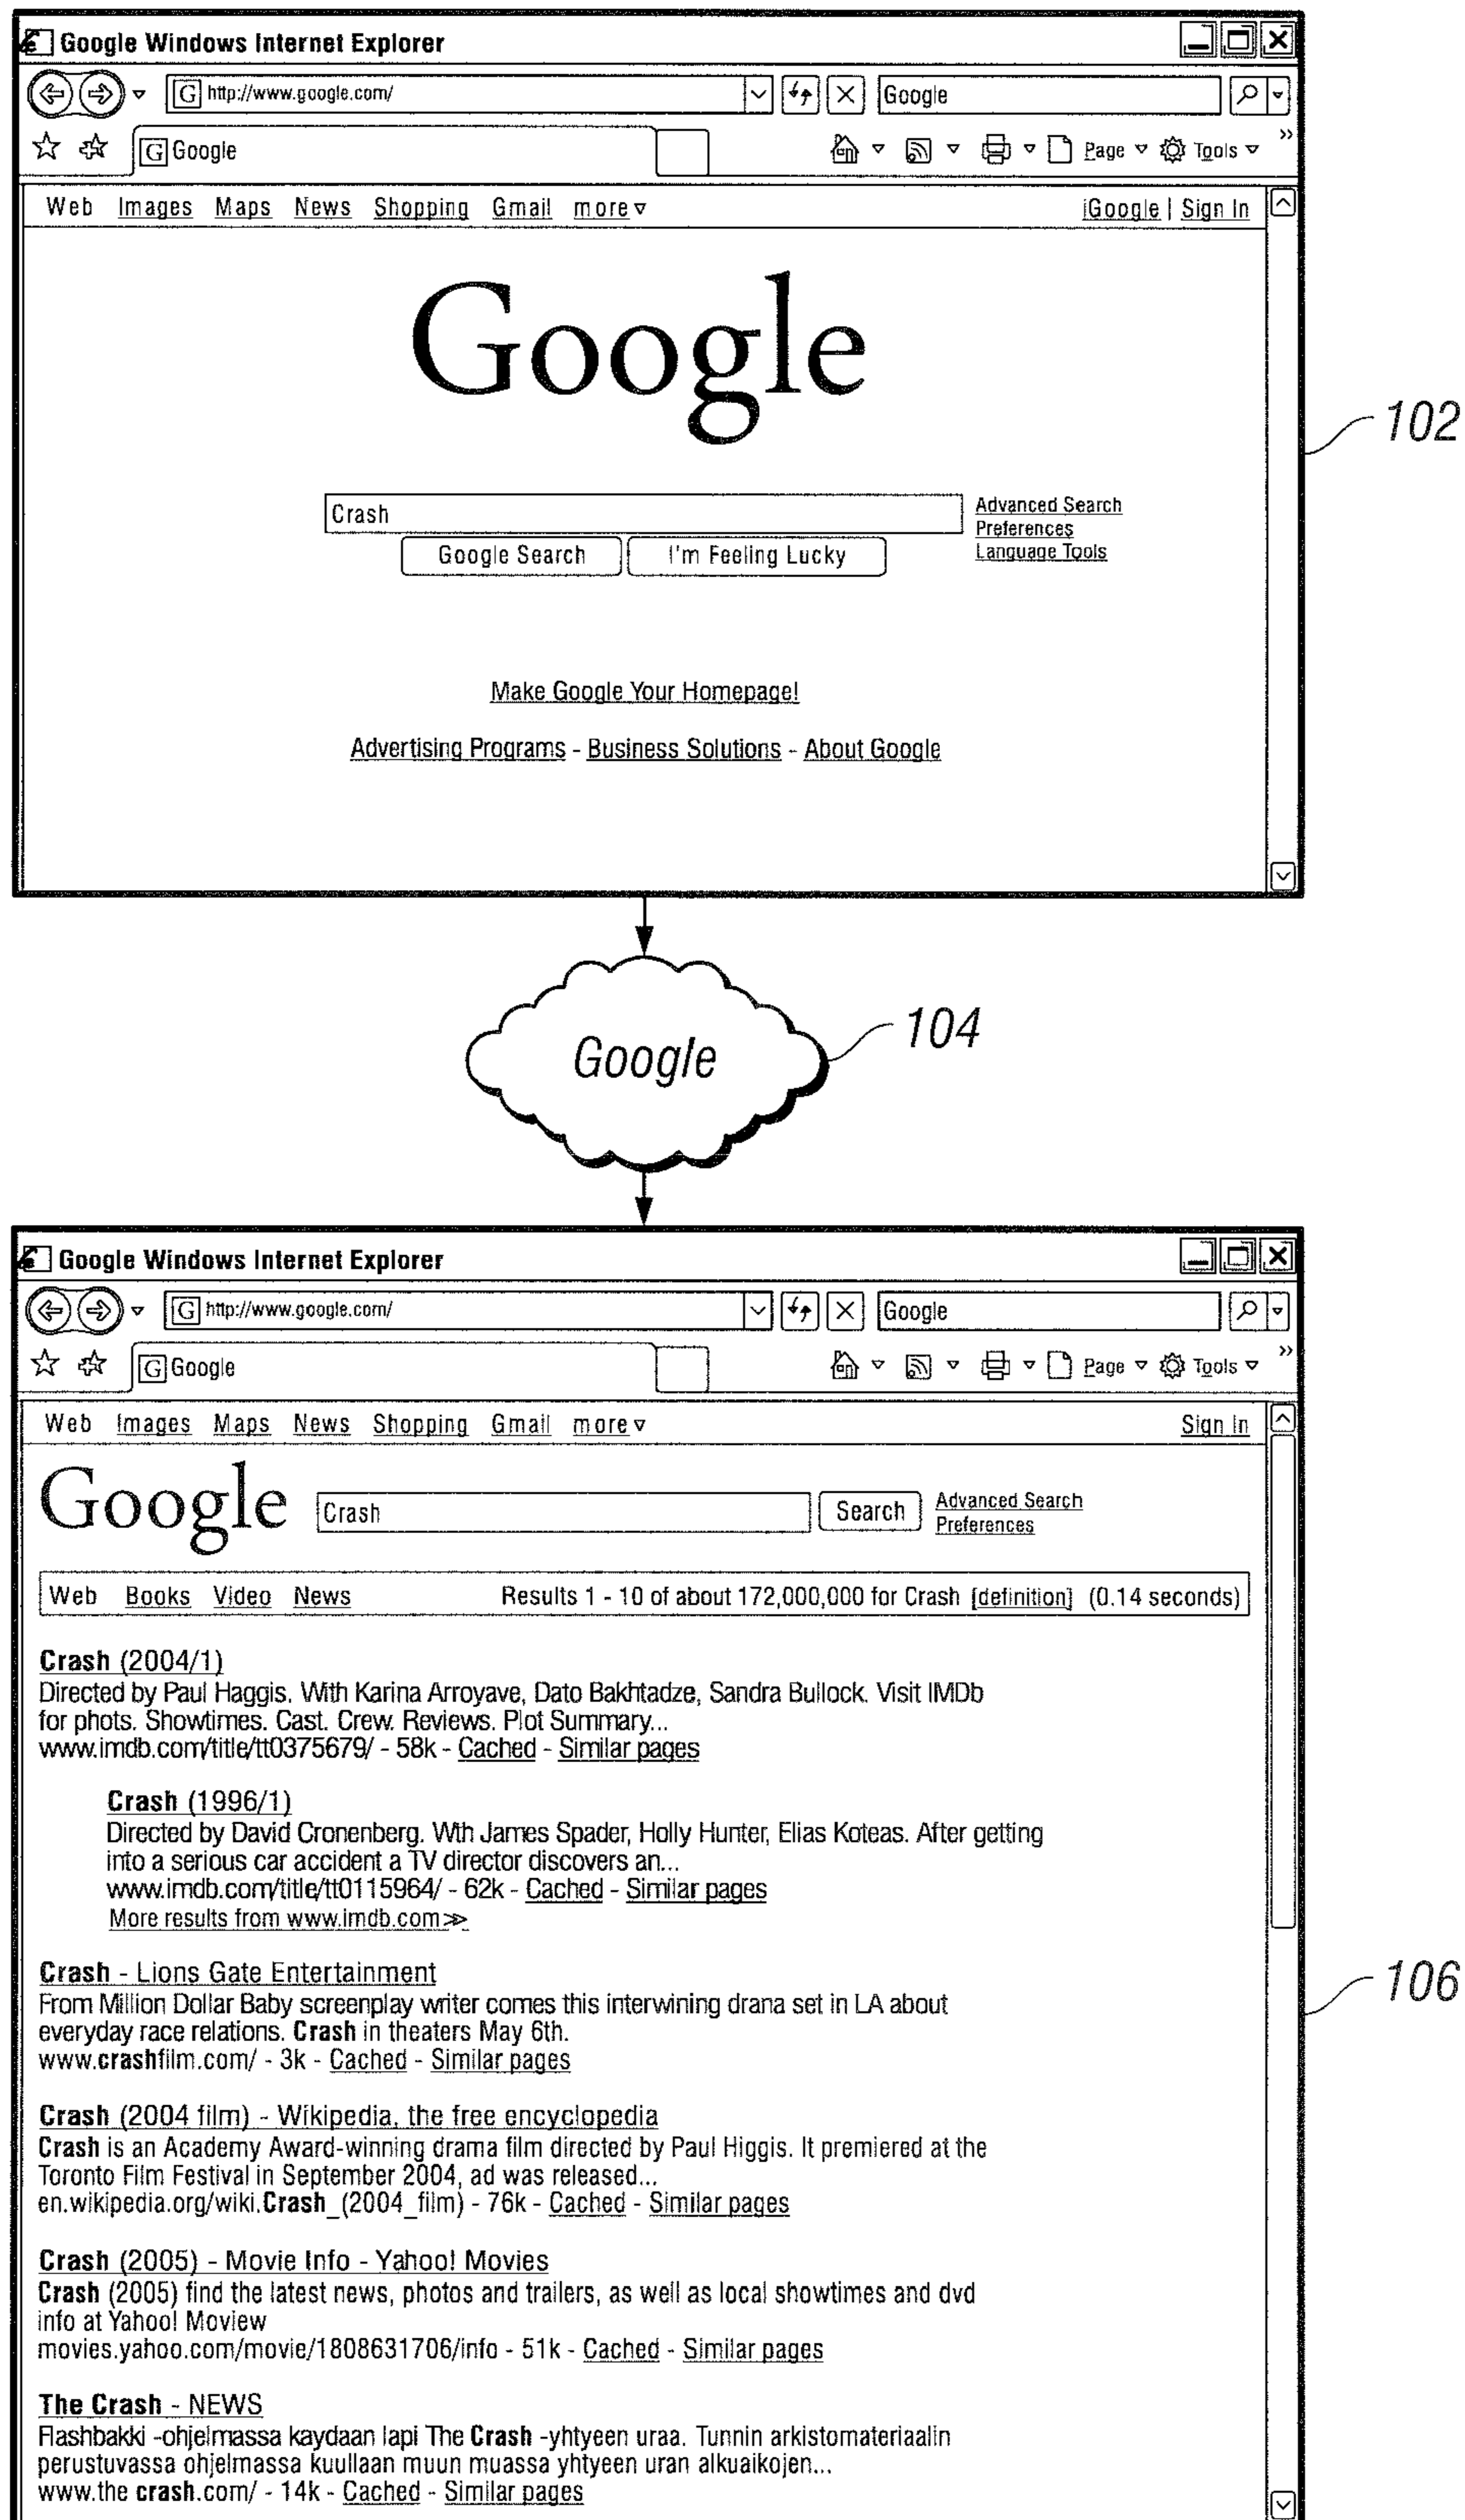 Google Windows Internet Explorer
G http://www.google.com/ Google
G Google Page Tools »
Web Images Maps News Shopping Gmail more iGoogle | Sign In
Google
102
Crash
Advanced Search
Preferences
Language Tools
Google Search I'm Feeling Lucky
Make Google Your Homepage!
Advertising Programs - Business Solutions - About Google
Google
104
Google Windows Internet Explorer
G http://www.google.com/ Google
G Google Page Tools »
Web Images Maps News Shopping Gmail more Sign In
Google Crash Search
Advanced Search
Preferences
Web Books Video News Results 1 - 10 of about 172,000,000 for Crash [definition] (0.14 seconds)
Crash (2004/1)
Directed by Paul Haggis. With Karina Arroyave, Dato Bakhtadze, Sandra Bullock. Visit IMDb
for phots. Showtimes. Cast. Crew. Reviews. Plot Summary...
www.imdb.com/title/tt0375679/ - 58k - Cached - Similar pages
Crash (1996/1)
Directed by David Cronenberg. Wth James Spader, Holly Hunter, Elias Koteas. After getting
into a serious car accident a TV director discovers an...
www.imdb.com/title/tt0115964/ - 62k - Cached - Similar pages
More results from www.imdb.com ≫
106
Crash - Lions Gate Entertainment
From Million Dollar Baby screenplay writer comes this interwining drana set in LA about
everyday race relations. Crash in theaters May 6th.
www.crashfilm.com/ - 3k - Cached - Similar pages
Crash (2004 film) - Wikipedia, the free encyclopedia
Crash is an Academy Award-winning drama film directed by Paul Higgis. It premiered at the
Toronto Film Festival in September 2004, ad was released...
en.wikipedia.org/wiki.Crash_(2004_film) - 76k - Cached - Similar pages
Crash (2005) - Movie Info - Yahoo! Movies
Crash (2005) find the latest news, photos and trailers, as well as local showtimes and dvd
info at Yahoo! Moview
movies.yahoo.com/movie/1808631706/info - 51k - Cached - Similar pages
The Crash - NEWS
Flashbakki -ohjelmassa kaydaan lapi The Crash -yhtyeen uraa. Tunnin arkistomateriaalin
perustuvassa ohjelmassa kuullaan muun muassa yhtyeen uran alkuaikojen...
www.the crash.com/ - 14k - Cached - Similar pages